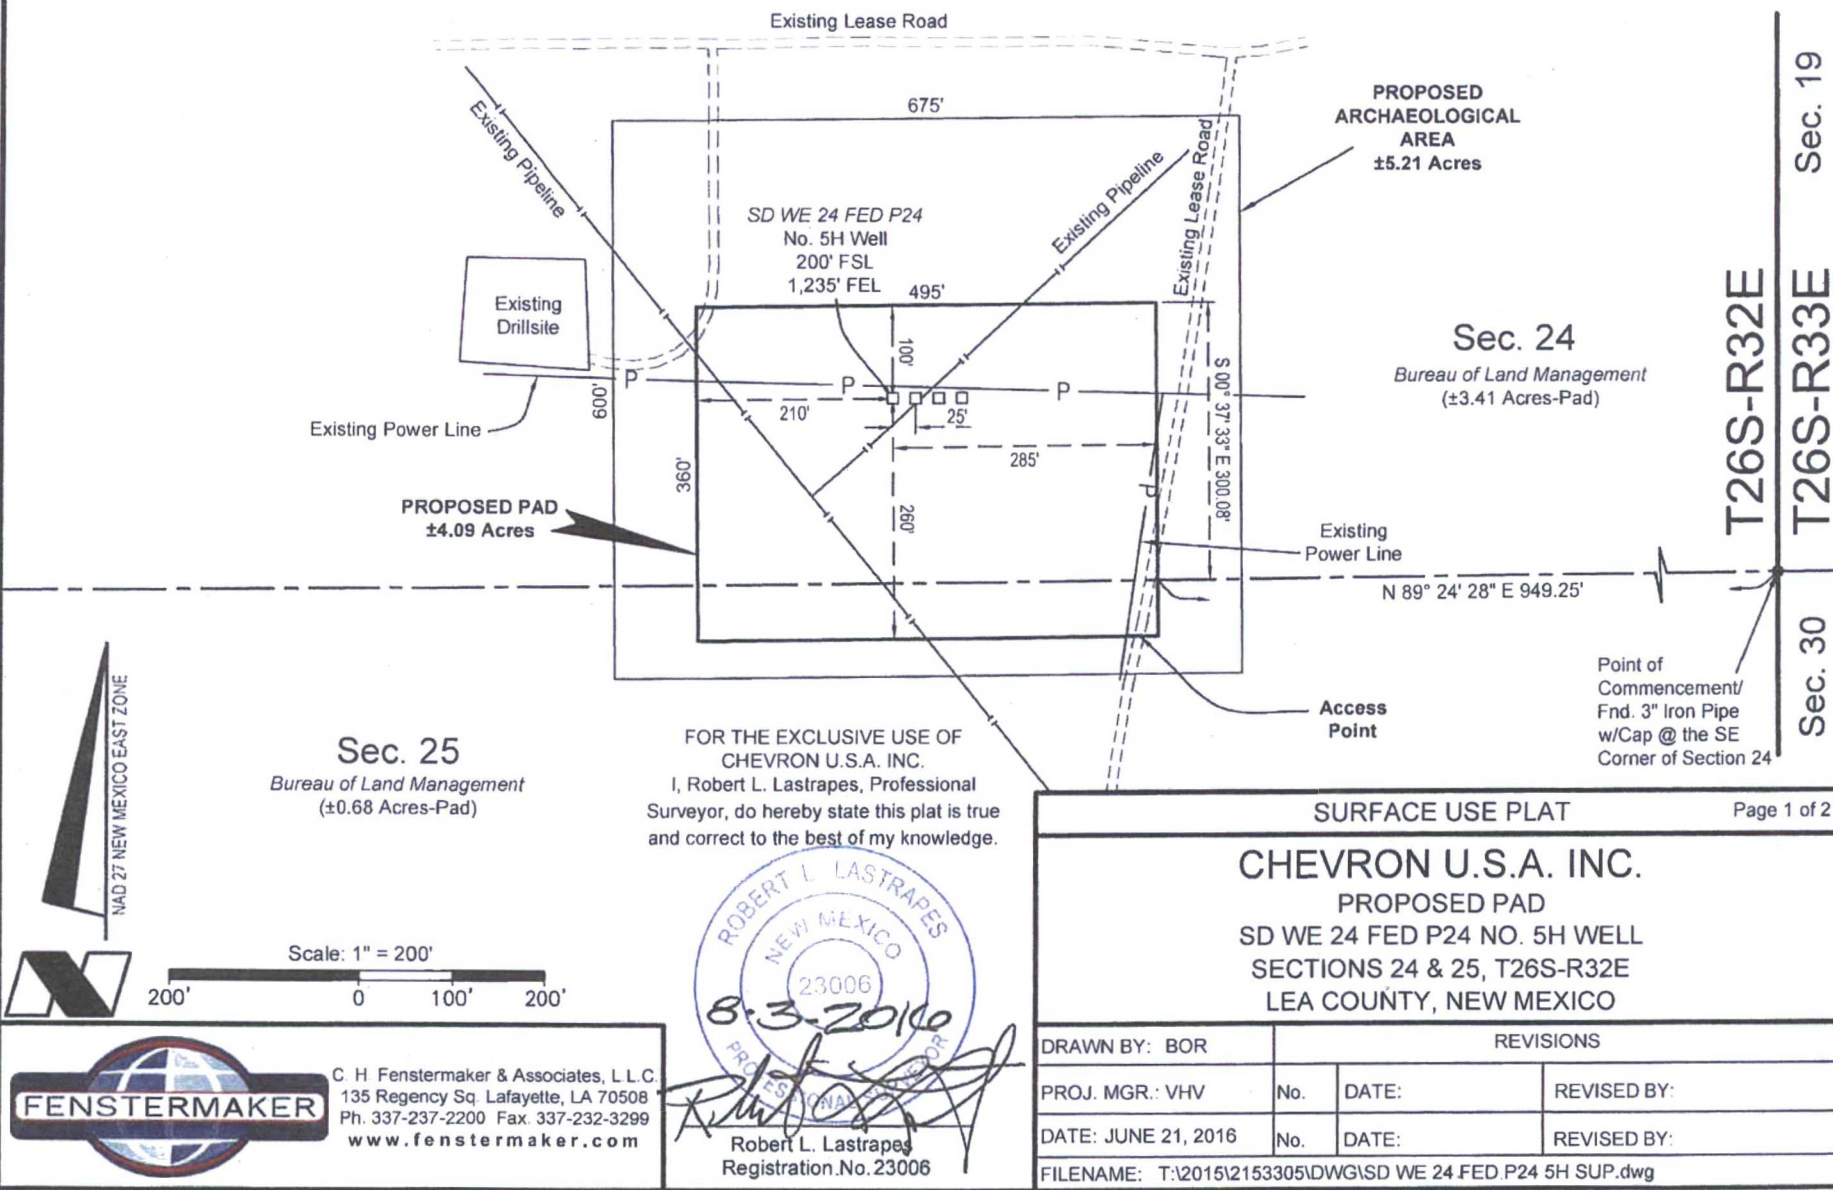 Existing Lease Road
675'
PROPOSED
ARCHAEOLOGICAL
AREA
±5.21 Acres
Sec. 19
Existing Pipeline
Existing Pipeline
Existing Lease Road
SD WE 24 FED P24
No. 5H Well
200' FSL
1,235' FEL
495'
Existing
Drillsite
100'
Sec. 24
Bureau of Land Management
(±3.41 Acres-Pad)
T26S-R32E
T26S-R33E
P
P
P
600'
210'
25'
S 00° 37' 33" E 300.08'
Existing Power Line
285'
360'
P
PROPOSED PAD
±4.09 Acres
260'
Existing
Power Line
N 89° 24' 28" E 949.25'
Sec. 30
Point of
Commencement/
Fnd. 3" Iron Pipe
w/Cap @ the SE
Corner of Section 24
Access
Point
NAD 27 NEW MEXICO EAST ZONE
Sec. 25
Bureau of Land Management
(±0.68 Acres-Pad)
FOR THE EXCLUSIVE USE OF
CHEVRON U.S.A. INC.
I, Robert L. Lastrapes, Professional
Surveyor, do hereby state this plat is true
and correct to the best of my knowledge.
ROBERT L. LASTRAPES
NEW MEXICO
23006
8-3-2016
PROFESSIONAL SURVEYOR
Robert L. Lastrapes
Registration No. 23006
Scale: 1" = 200'
200' 0 100' 200'
FENSTERMAKER
C. H. Fenstermaker & Associates, L.L.C.
135 Regency Sq. Lafayette, LA 70508
Ph. 337-237-2200 Fax. 337-232-3299
www.fenstermaker.com
SURFACE USE PLAT Page 1 of 2
CHEVRON U.S.A. INC.
PROPOSED PAD
SD WE 24 FED P24 NO. 5H WELL
SECTIONS 24 & 25, T26S-R32E
LEA COUNTY, NEW MEXICO
DRAWN BY: BOR REVISIONS
PROJ. MGR.: VHV No. DATE: REVISED BY:
DATE: JUNE 21, 2016 No. DATE: REVISED BY:
FILENAME: T:\2015\2153305\DWG\SD WE 24 FED P24 5H SUP.dwg